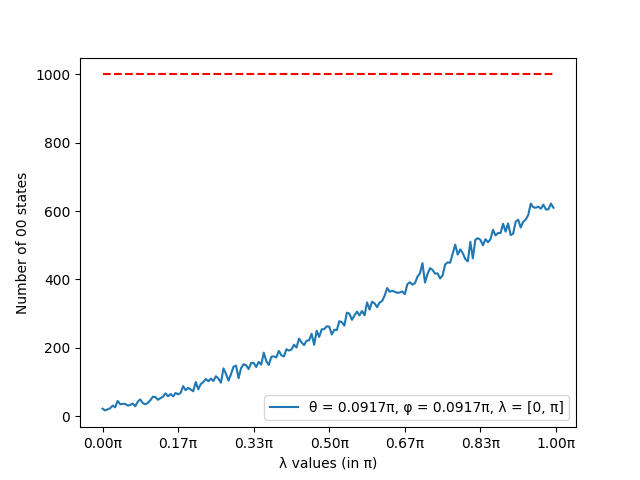 1000
800
600
400
200
0
Number of 00 states
θ = 0.0917π, φ = 0.0917π, λ = [0, π]
0.00π 0.17π 0.33π 0.50π 0.67π 0.83π 1.00π
λ values (in π)